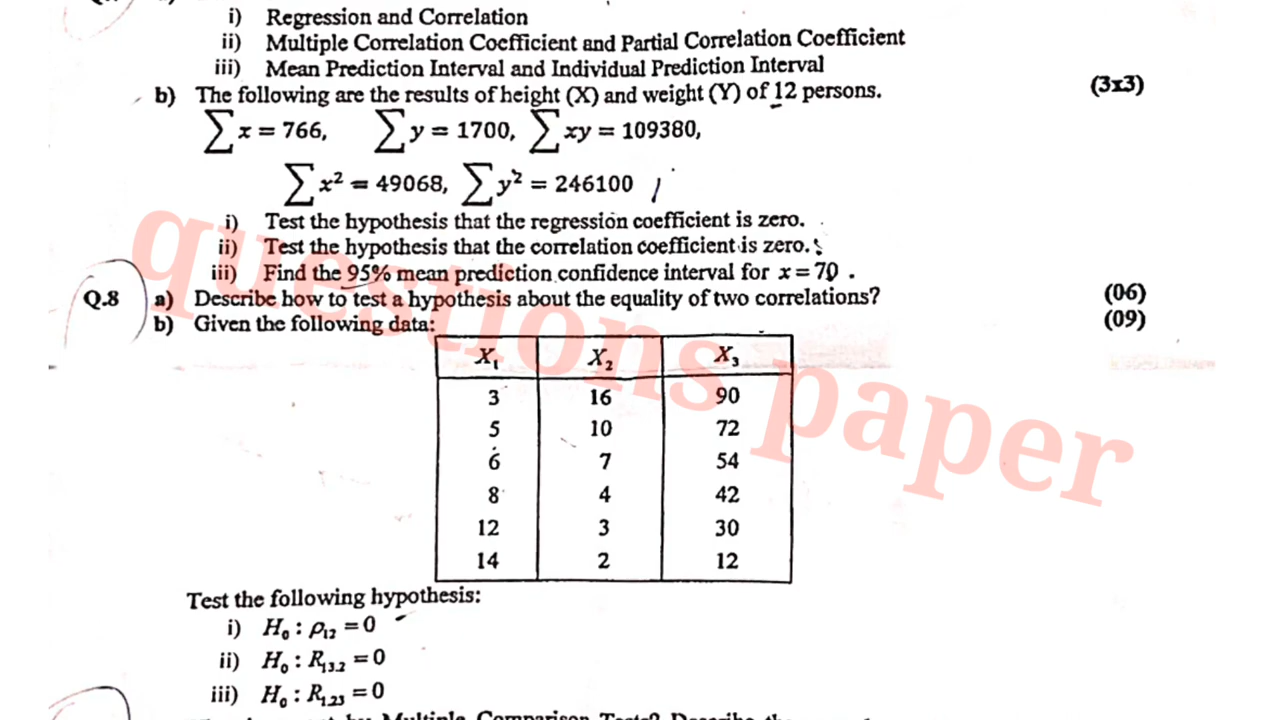 i) Regression and Correlation
ii) Multiple Correlation Coefficient and Partial Correlation Coefficient
iii) Mean Prediction Interval and Individual Prediction Interval
b) The following are the results of height (X) and weight (Y) of 12 persons. (3x3)
∑x = 766, ∑y = 1700, ∑xy = 109380,
∑x² = 49068, ∑y² = 246100
i) Test the hypothesis that the regression coefficient is zero.
ii) Test the hypothesis that the correlation coefficient is zero.
iii) Find the 95% mean prediction confidence interval for x = 70 .
Q.8 a) Describe how to test a hypothesis about the equality of two correlations? (06)
b) Given the following data: (09)
X₁ X₂ X₃
3 16 90
5 10 72
6 7 54
8 4 42
12 3 30
14 2 12
Test the following hypothesis:
i) H₀ : ρ₁₂ = 0
ii) H₀ : R₁₃.₂ = 0
iii) H₀ : R₁.₂₃ = 0
questions paper